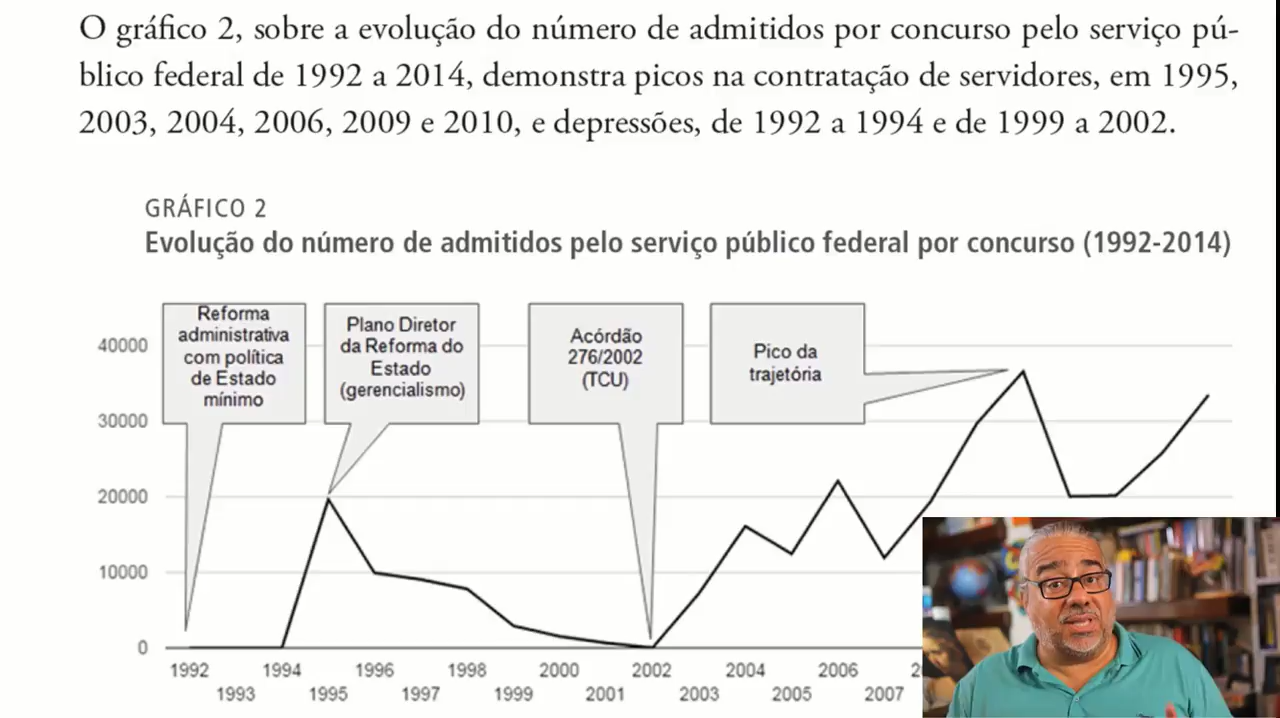 O gráfico 2, sobre a evolução do número de admitidos por concurso pelo serviço pú-
blico federal de 1992 a 2014, demonstra picos na contratação de servidores, em 1995,
2003, 2004, 2006, 2009 e 2010, e depressões, de 1992 a 1994 e de 1999 a 2002.
GRÁFICO 2
Evolução do número de admitidos pelo serviço público federal por concurso (1992-2014)
Reforma
administrativa
com política
de Estado
mínimo
Plano Diretor
da Reforma do
Estado
(gerencialismo)
Acórdão
276/2002
(TCU)
Pico da
trajetória
40000
30000
20000
10000
0
1992 1994 1996 1998 2000 2002 2004 2006
1993 1995 1997 1999 2001 2003 2005 2007